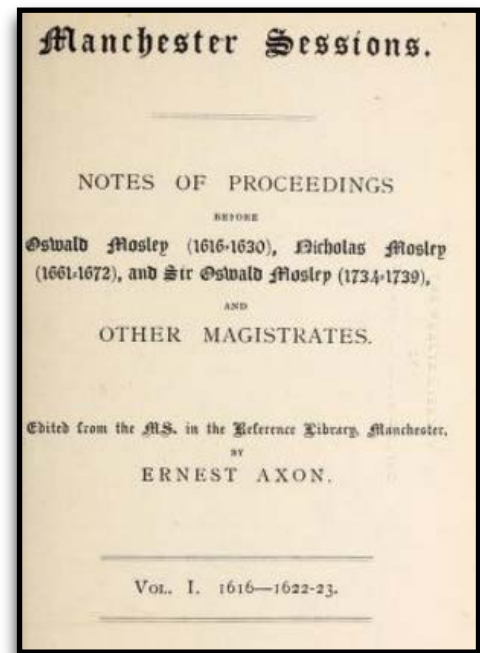 Manchester Sessions.
NOTES OF PROCEEDINGS
BEFORE
Oswald Mosley (1616-1630), Nicholas Mosley
(1661-1672), and Sir Oswald Mosley (1734-1739),
AND
OTHER MAGISTRATES.
Edited from the MS. in the Reference Library, Manchester,
BY
ERNEST AXON.
VOL. I. 1616—1622-23.